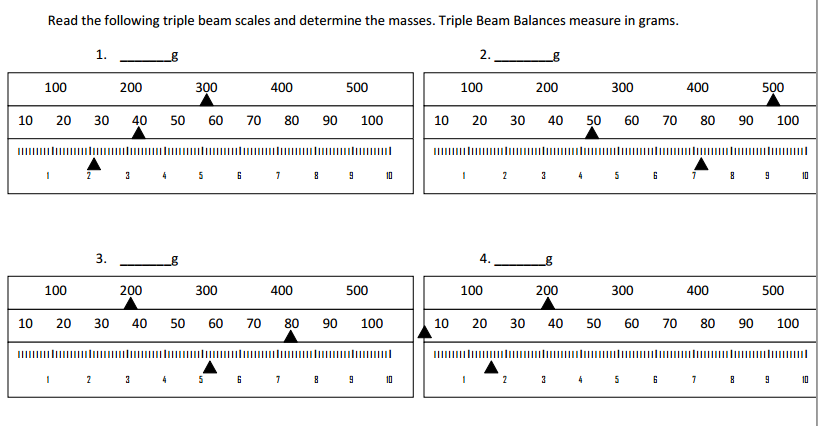 Read the following triple beam scales and determine the masses. Triple Beam Balances measure in grams.
1. _______g
2. ________g
100 200 300 400 500
100 200 300 400 500
10 20 30 40 50 60 70 80 90 100
10 20 30 40 50 60 70 80 90 100
1 2 3 4 5 6 7 8 9 10
1 2 3 4 5 6 7 8 9 10
3. _______g
4. _______g
100 200 300 400 500
100 200 300 400 500
10 20 30 40 50 60 70 80 90 100
10 20 30 40 50 60 70 80 90 100
1 2 3 4 5 6 7 8 9 10
1 2 3 4 5 6 7 8 9 10